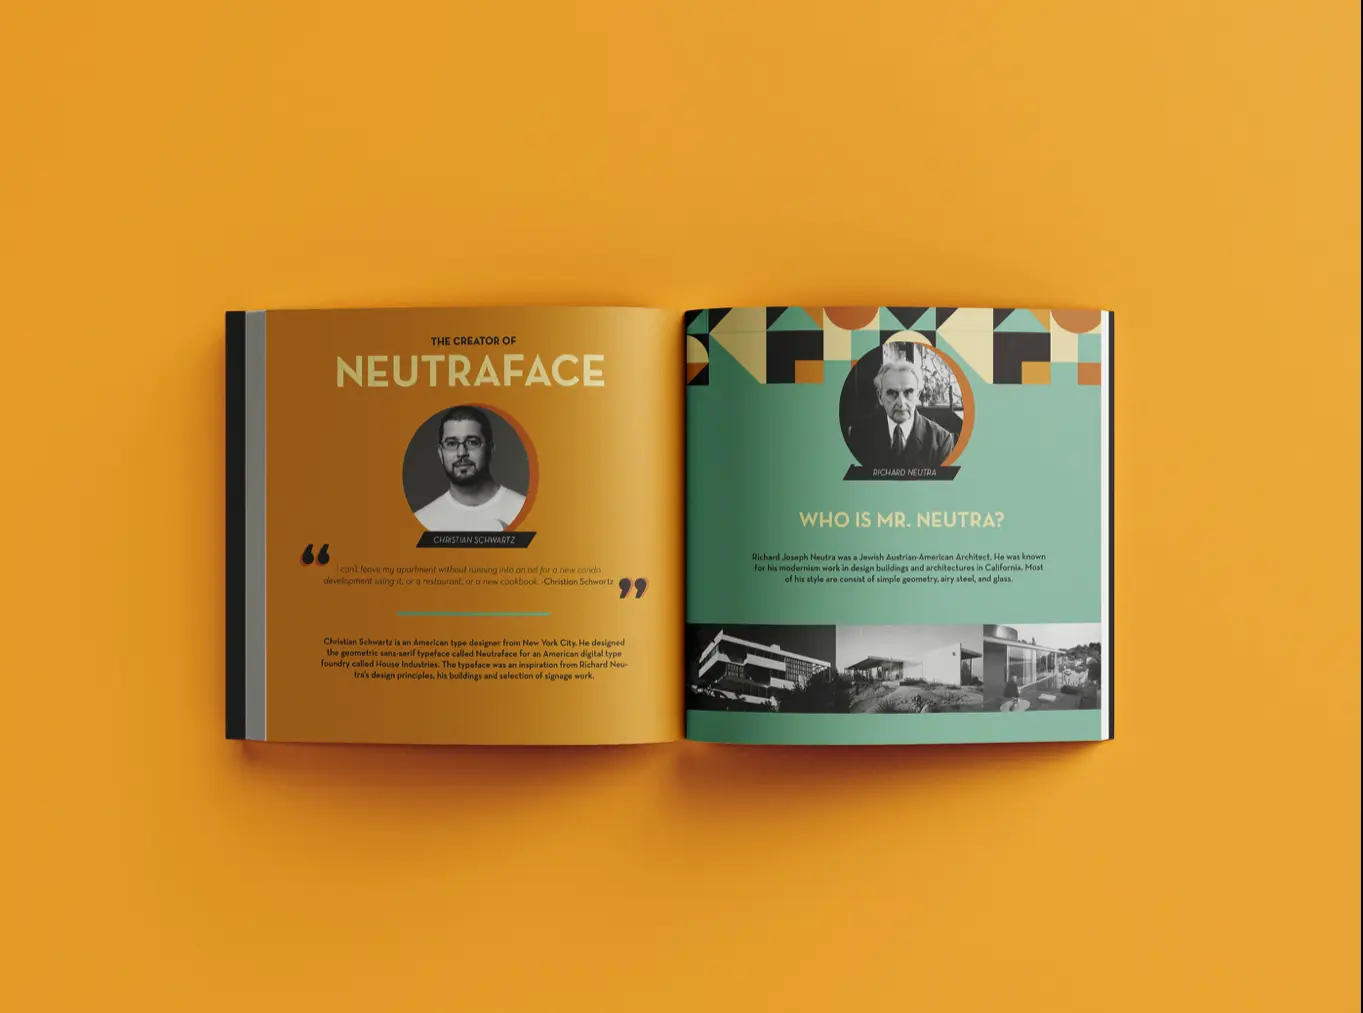 THE CREATOR OF
NEUTRAFACE
CHRISTIAN SCHWARTZ
“
I can't leave my apartment without running into an ad for a new condo
development using it, or a restaurant, or a new cookbook. -Christian Schwartz
”
Christian Schwartz is an American type designer from New York City. He designed
the geometric sans-serif typeface called Neutraface for an American digital type
foundry called House Industries. The typeface was an inspiration from Richard Neu-
tra's design principles, his buildings and selection of signage work.
RICHARD NEUTRA
WHO IS MR. NEUTRA?
Richard Joseph Neutra was a Jewish Austrian-American Architect. He was known
for his modernism work in design buildings and architectures in California. Most
of his style are consist of simple geometry, airy steel, and glass.